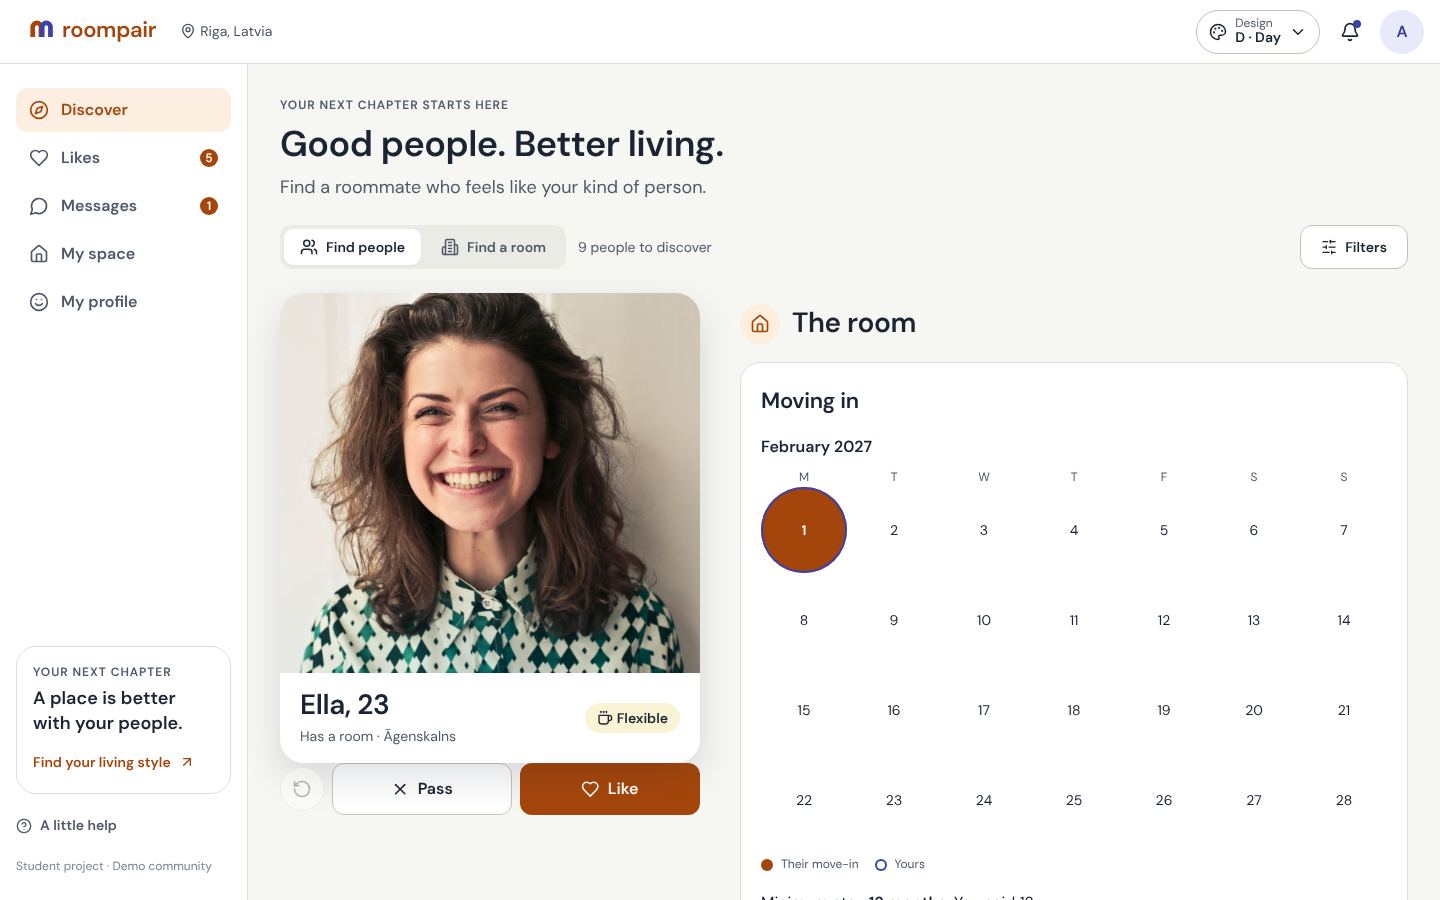 roompair
Riga, Latvia
Design
D · Day
A
Discover
Likes
5
Messages
1
My space
My profile
YOUR NEXT CHAPTER
A place is better
with your people.
Find your living style
A little help
Student project · Demo community
YOUR NEXT CHAPTER STARTS HERE
Good people. Better living.
Find a roommate who feels like your kind of person.
Find people
Find a room
9 people to discover
Filters
Ella, 23
Has a room · Āgenskalns
Flexible
Pass
Like
The room
Moving in
February 2027
M T W T F S S
1 2 3 4 5 6 7
8 9 10 11 12 13 14
15 16 17 18 19 20 21
22 23 24 25 26 27 28
Their move-in
Yours